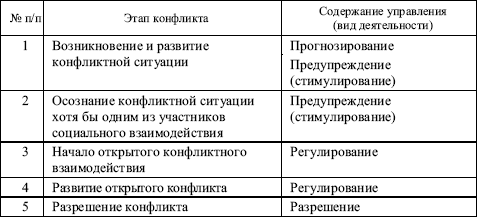 № п/п Этап конфликта Содержание управления
(вид деятельности)
1 Возникновение и развитие Прогнозирование
конфликтной ситуации Предупреждение
(стимулирование)
2 Осознание конфликтной ситуации Предупреждение
хотя бы одним из участников (стимулирование)
социального взаимодействия
3 Начало открытого конфликтного Регулирование
взаимодействия
4 Развитие открытого конфликта Регулирование
5 Разрешение конфликта Разрешение